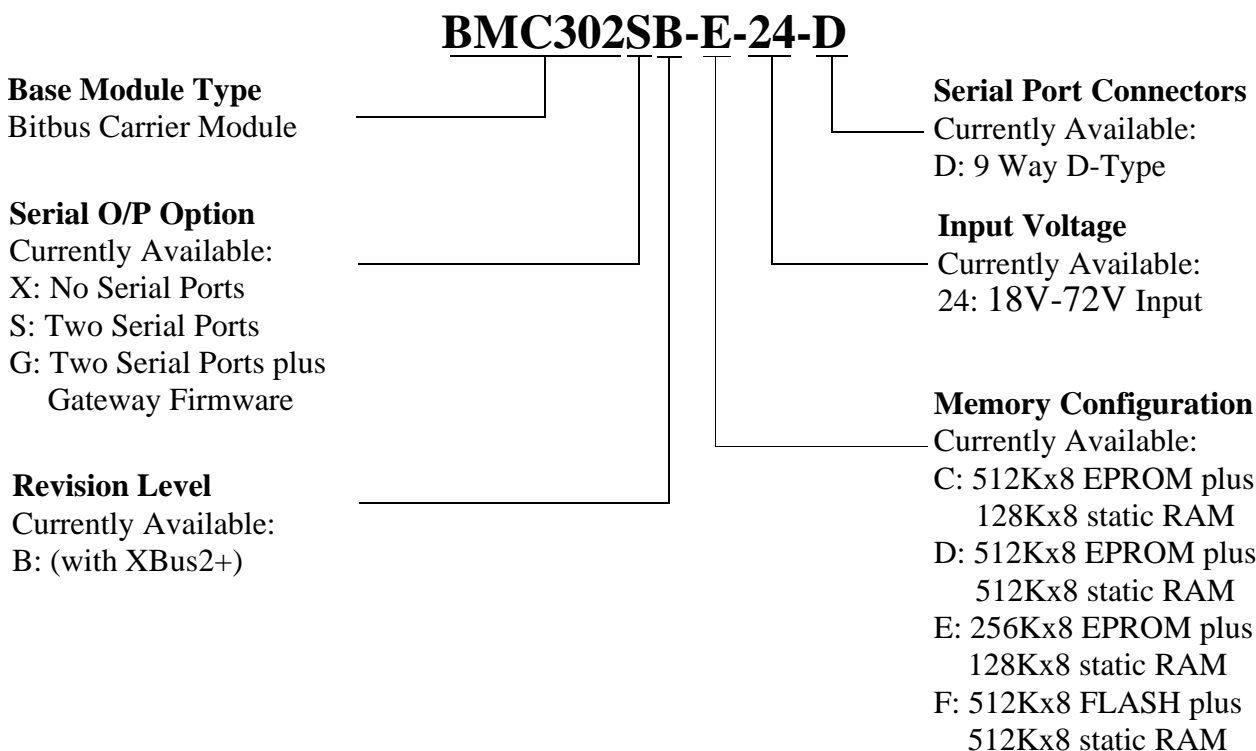 BMC302SB-E-24-D
Base Module Type
Bitbus Carrier Module
Serial O/P Option
Currently Available:
X: No Serial Ports
S: Two Serial Ports
G: Two Serial Ports plus
Gateway Firmware
Revision Level
Currently Available:
B: (with XBus2+)
Serial Port Connectors
Currently Available:
D: 9 Way D-Type
Input Voltage
Currently Available:
24: 18V-72V Input
Memory Configuration
Currently Available:
C: 512Kx8 EPROM plus
128Kx8 static RAM
D: 512Kx8 EPROM plus
512Kx8 static RAM
E: 256Kx8 EPROM plus
128Kx8 static RAM
F: 512Kx8 FLASH plus
512Kx8 static RAM